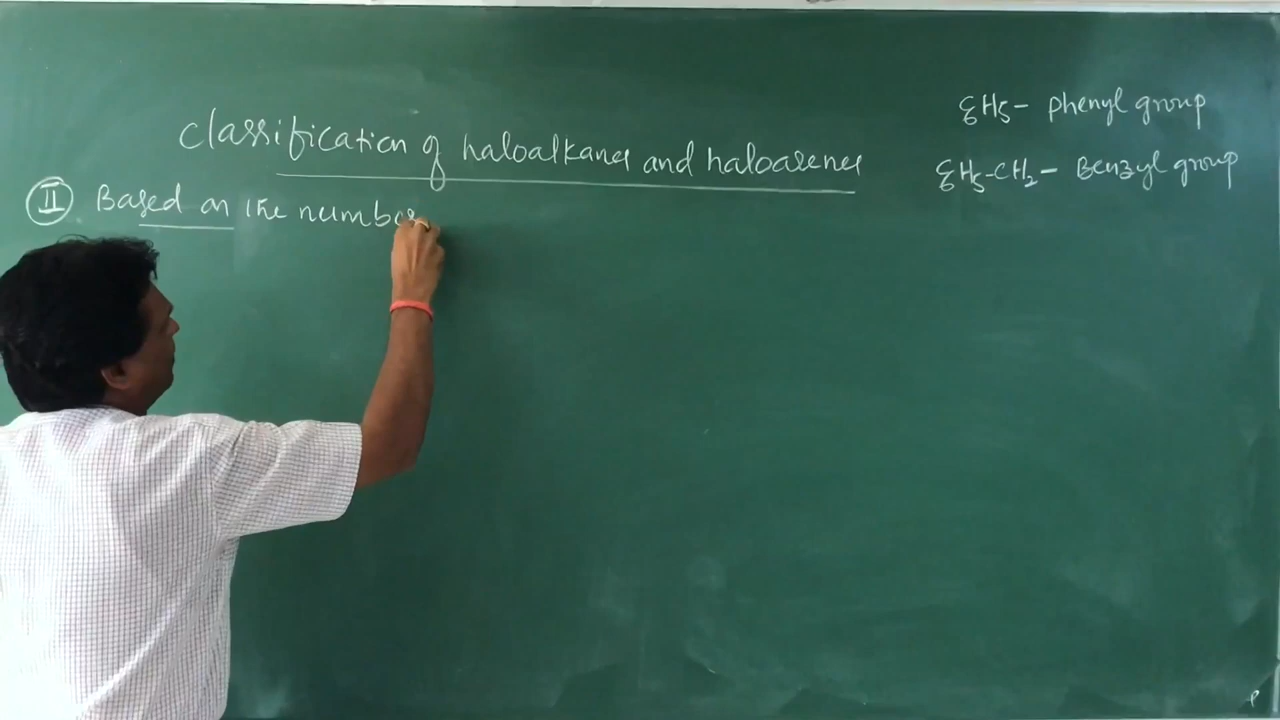 Classification of haloalkanes and haloarenes
C6H5- phenyl group
C6H5-CH2- Benzyl group
II Based on the number
P